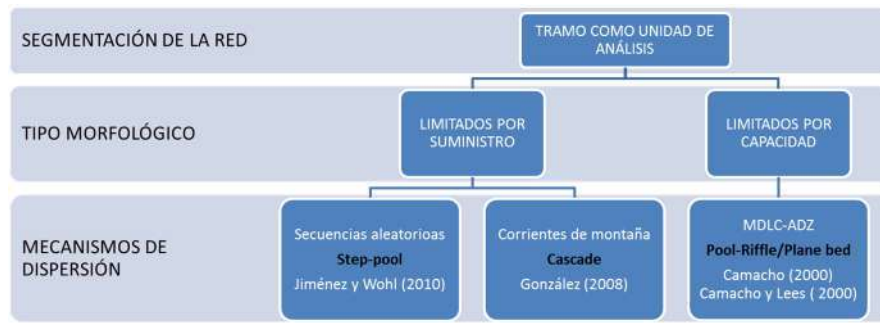 SEGMENTACIÓN DE LA RED
TRAMO COMO UNIDAD DE
ANÁLISIS
TIPO MORFOLÓGICO
LIMITADOS POR
SUMINISTRO
LIMITADOS POR
CAPACIDAD
MECANISMOS DE
DISPERSIÓN
Secuencias aleatorioas
Step-pool
Jiménez y Wohl (2010)
Corrientes de montaña
Cascade
González (2008)
MDLC-ADZ
Pool-Riffle/Plane bed
Camacho (2000)
Camacho y Lees ( 2000)